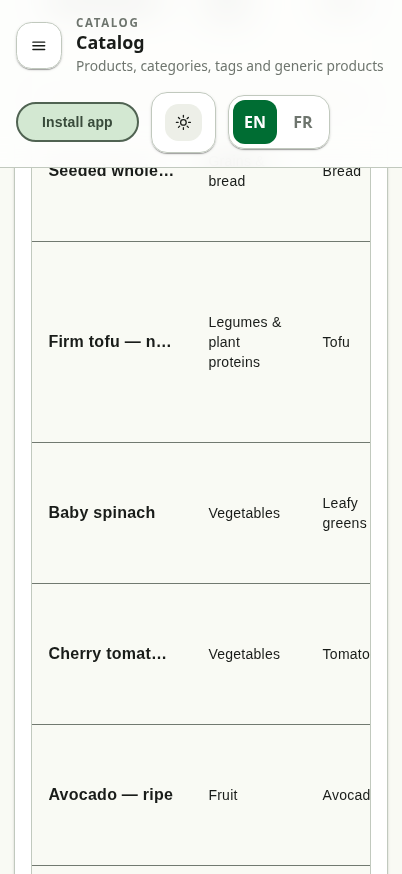 CATALOG
Catalog
Products, categories, tags and generic products
Install app
EN
FR
Seeded whole…
bread
Bread
Firm tofu — n…
Legumes &
plant
proteins
Tofu
Baby spinach
Vegetables
Leafy
greens
Cherry tomat…
Vegetables
Tomato
Avocado — ripe
Fruit
Avocad